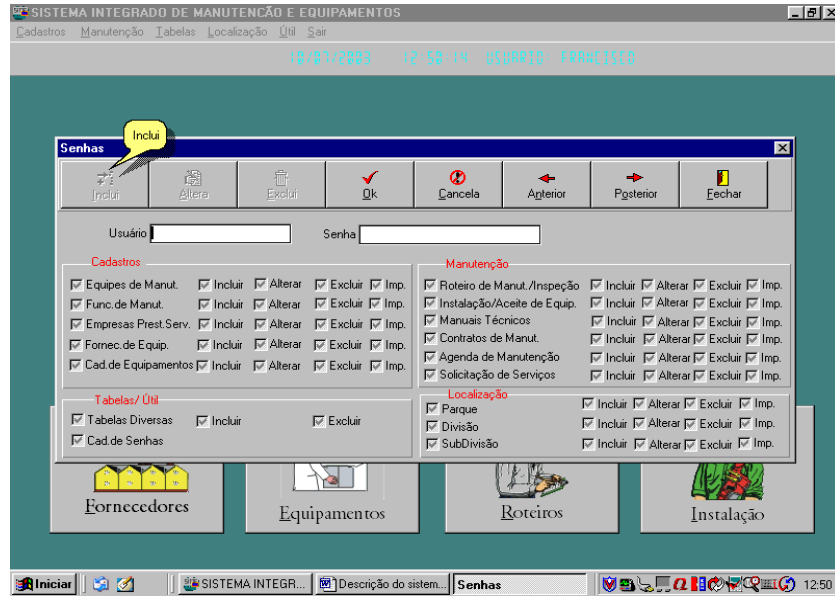 SISTEMA INTEGRADO DE MANUTENCÃO E EQUIPAMENTOS
Cadastros Manutenção Tabelas Localização Útil Sair
12:50:14 USUARIO: FRANCISCO
Inclui
Senhas
Inclui Altera Exclui Ok Cancela Anterior Posterior Fechar
Usuário Senha
Cadastros
Equipes de Manut. Incluir Alterar Excluir Imp.
Func.de Manut. Incluir Alterar Excluir Imp.
Empresas Prest.Serv. Incluir Alterar Excluir Imp.
Fornec.de Equip. Incluir Alterar Excluir Imp.
Cad.de Equipamentos Incluir Alterar Excluir Imp.
Manutenção
Roteiro de Manut./Inspeção Incluir Alterar Excluir Imp.
Instalação/Aceite de Equip. Incluir Alterar Excluir Imp.
Manuais Técnicos Incluir Alterar Excluir Imp.
Contratos de Manut. Incluir Alterar Excluir Imp.
Agenda de Manutenção Incluir Alterar Excluir Imp.
Solicitação de Serviços Incluir Alterar Excluir Imp.
Tabelas/ Útil
Tabelas Diversas Incluir Excluir
Cad.de Senhas
Localização
Parque Incluir Alterar Excluir Imp.
Divisão Incluir Alterar Excluir Imp.
SubDivisão Incluir Alterar Excluir Imp.
Fornecedores Equipamentos Roteiros Instalação
Iniciar SISTEMA INTEGR... Descrição do sistem... Senhas 12:50